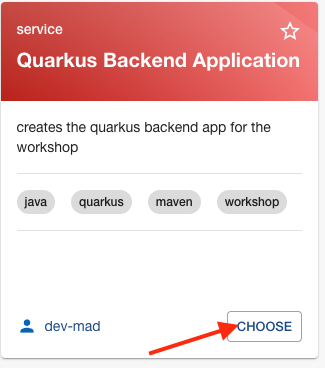 service
Quarkus Backend Application
creates the quarkus backend app for the
workshop
java quarkus maven workshop
dev-mad CHOOSE